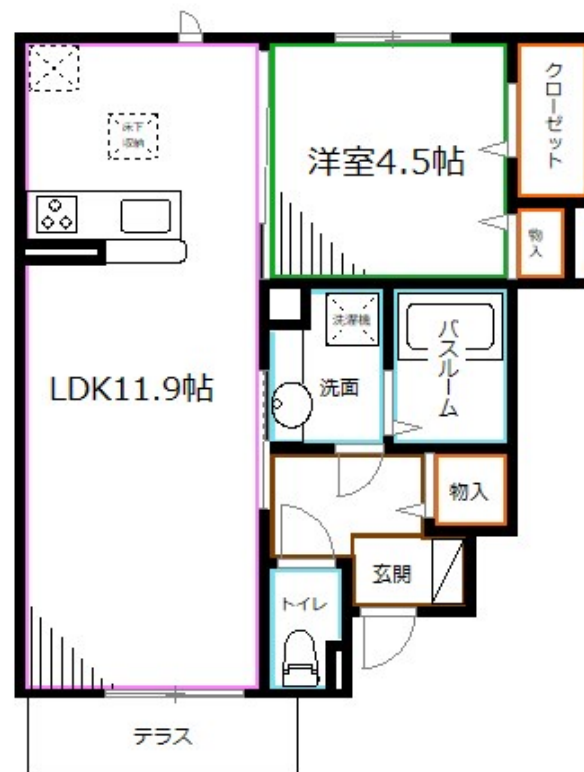 クローゼット
床下
収納
洋室4.5帖
物
入
洗濯機
バスルーム
洗面
LDK11.9帖
物入
玄関
トイレ
テラス